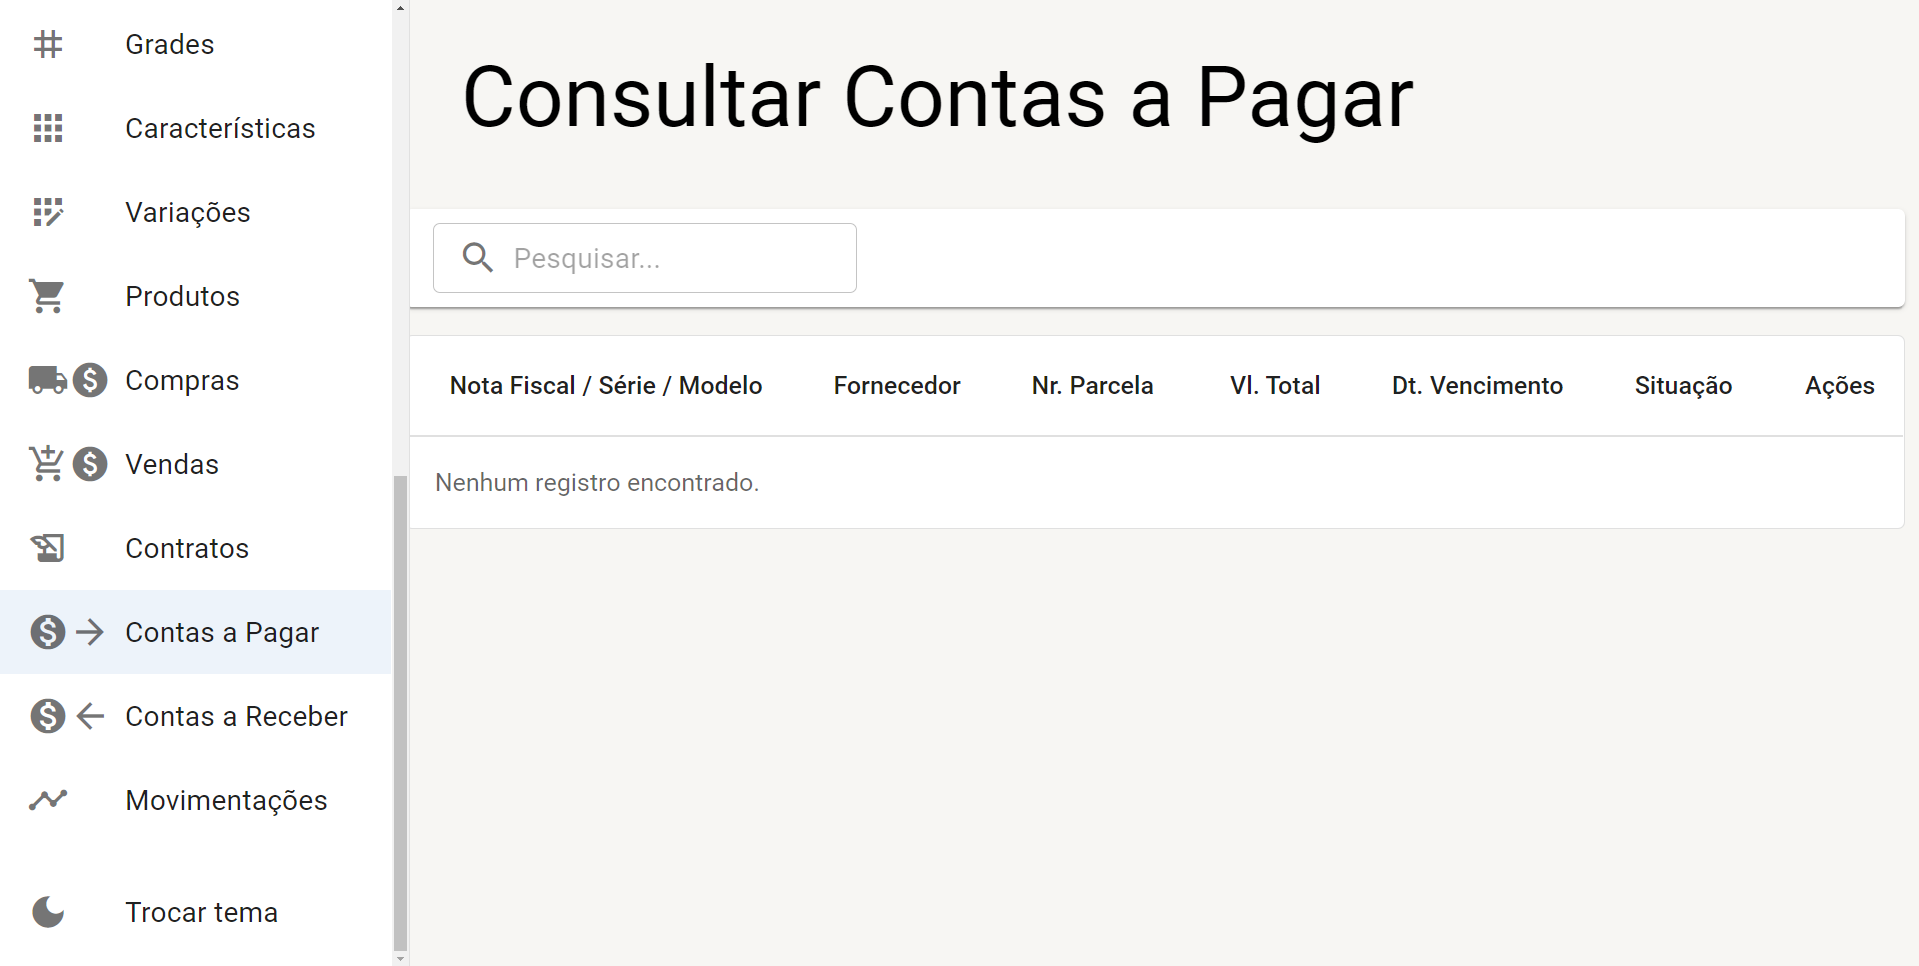 Grades
Características
Variações
Produtos
Compras
Vendas
Contratos
Contas a Pagar
Contas a Receber
Movimentações
Trocar tema
Consultar Contas a Pagar
Pesquisar...
Nota Fiscal / Série / Modelo Fornecedor Nr. Parcela Vl. Total Dt. Vencimento Situação Ações
Nenhum registro encontrado.